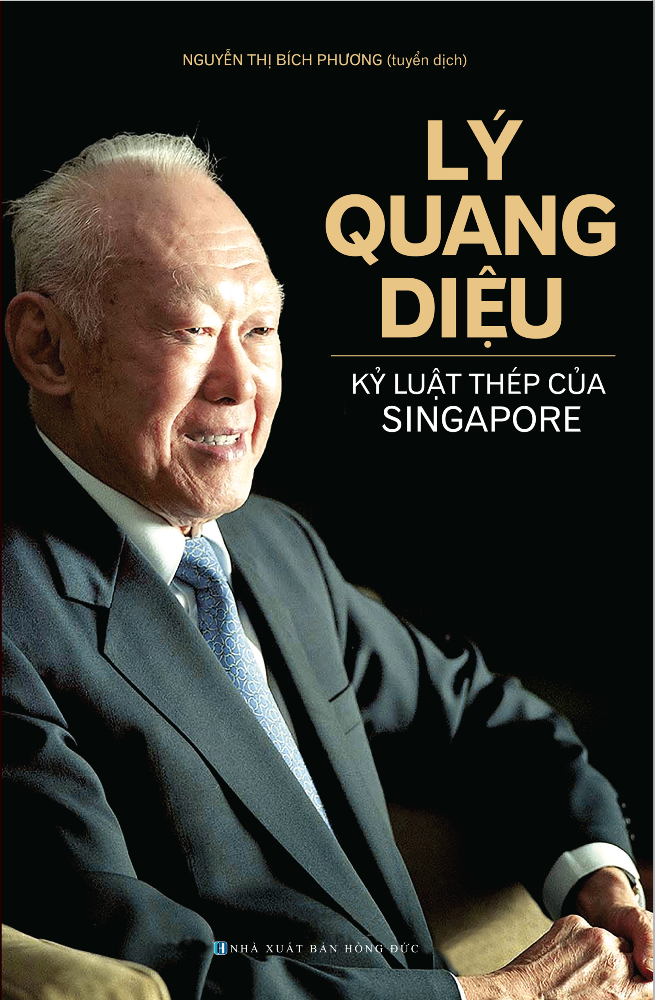 NGUYỄN THỊ BÍCH PHƯƠNG (tuyển dịch)
LÝ
QUANG
DIỆU
KỶ LUẬT THÉP CỦA
SINGAPORE
NHÀ XUẤT BẢN HỒNG ĐỨC